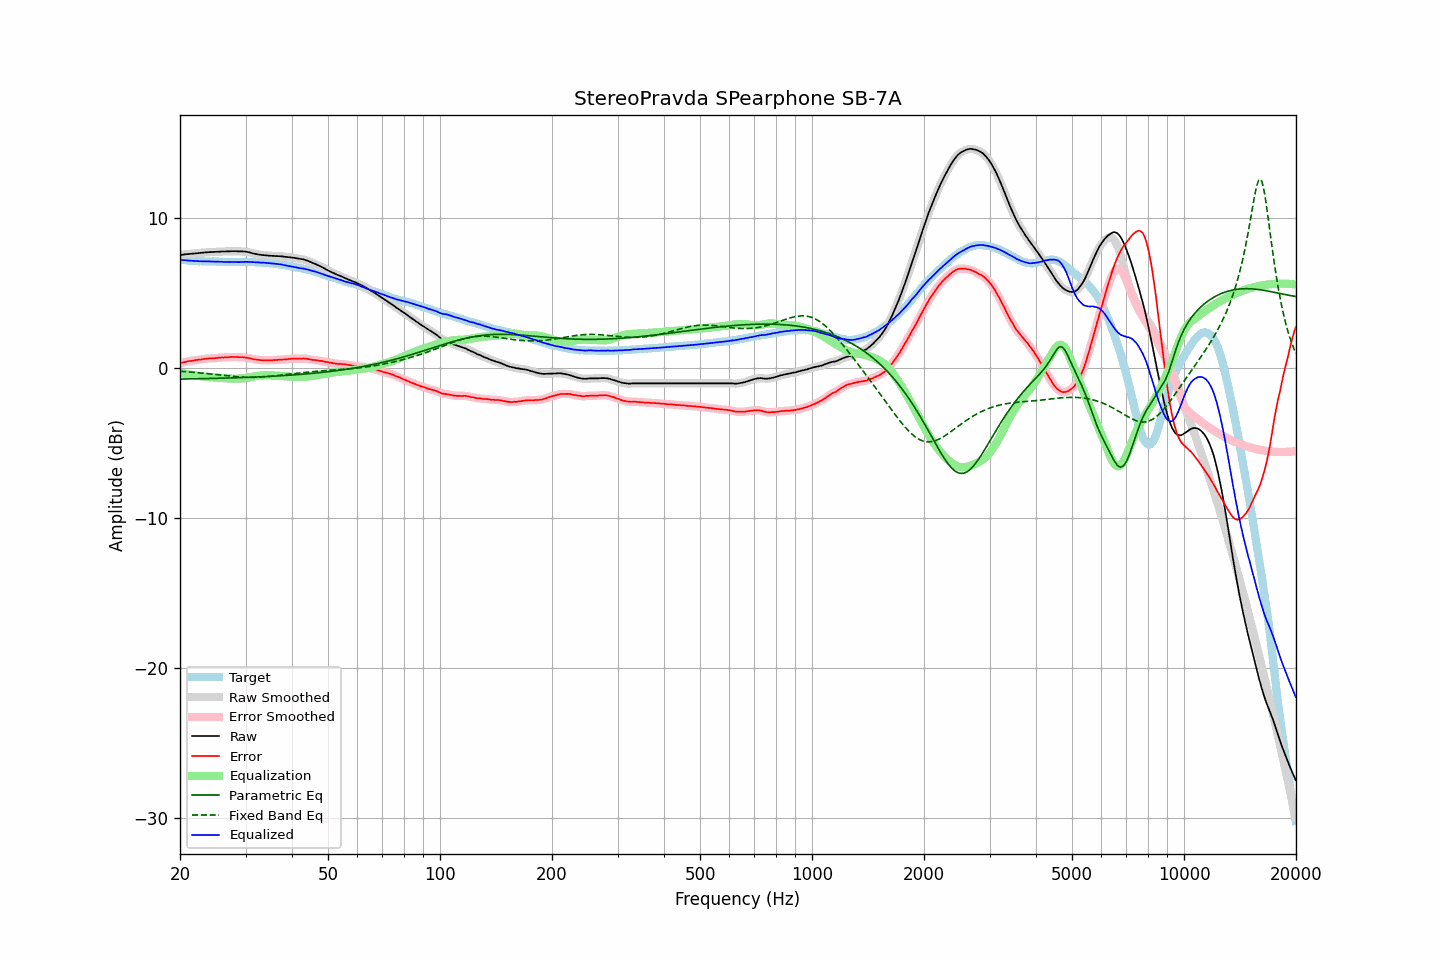 StereoPravda SPearphone SB-7A
Amplitude (dBr)
10
0
−10
−20
−30
Target
Raw Smoothed
Error Smoothed
Raw
Error
Equalization
Parametric Eq
Fixed Band Eq
Equalized
20 50 100 200 500 1000 2000 5000 10000 20000
Frequency (Hz)